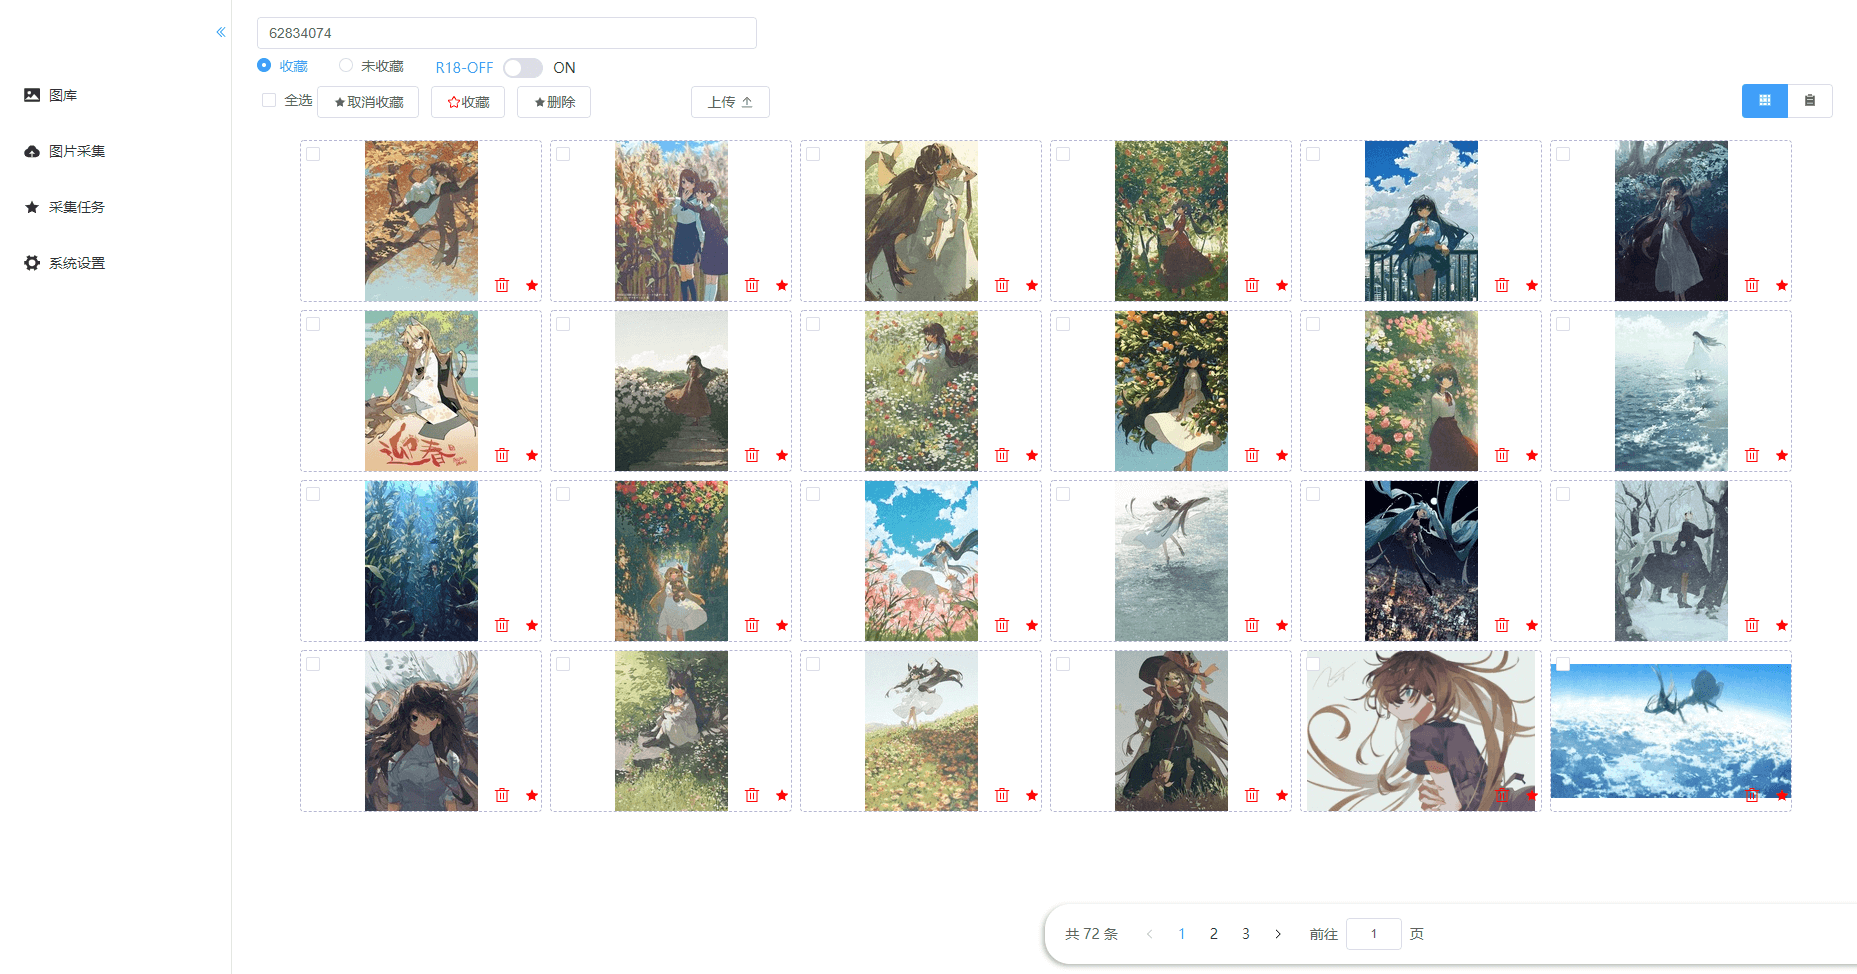 62834074
收藏 未收藏 R18-OFF ON
全选 取消收藏 收藏 删除 上传
图库
图片采集
采集任务
系统设置
迎春
共 72 条 1 2 3 前往 1 页